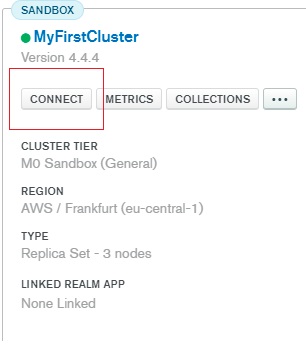 SANDBOX
MyFirstCluster
Version 4.4.4
CONNECT METRICS COLLECTIONS ...
CLUSTER TIER
M0 Sandbox (General)
REGION
AWS / Frankfurt (eu-central-1)
TYPE
Replica Set - 3 nodes
LINKED REALM APP
None Linked